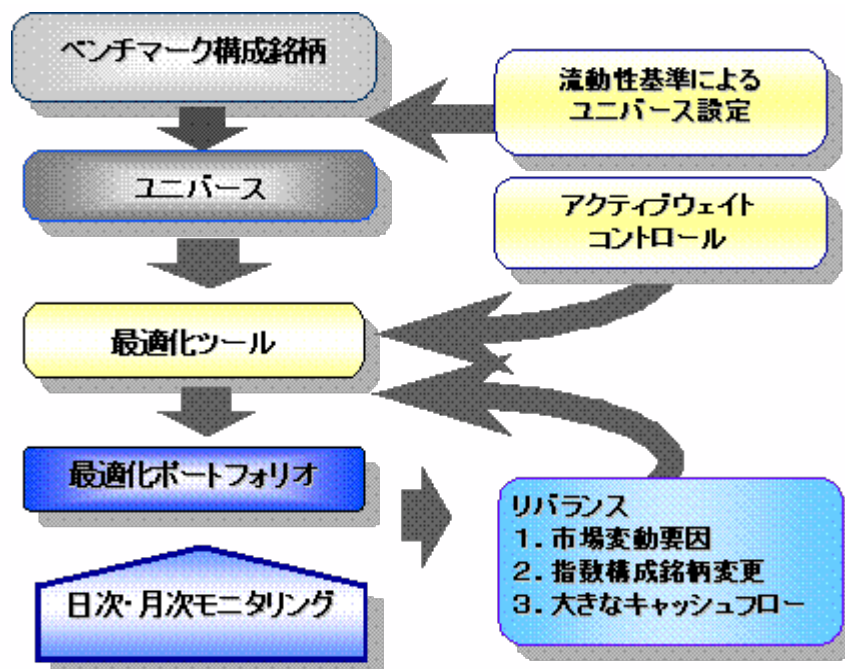 ベンチマーク構成銘柄
流動性基準による
ユニバース設定
ユニバース
アクティブウェイト
コントロール
最適化ツール
最適化ポートフォリオ
リバランス
1. 市場変動要因
2. 指数構成銘柄変更
3. 大きなキャッシュフロー
日次・月次モニタリング